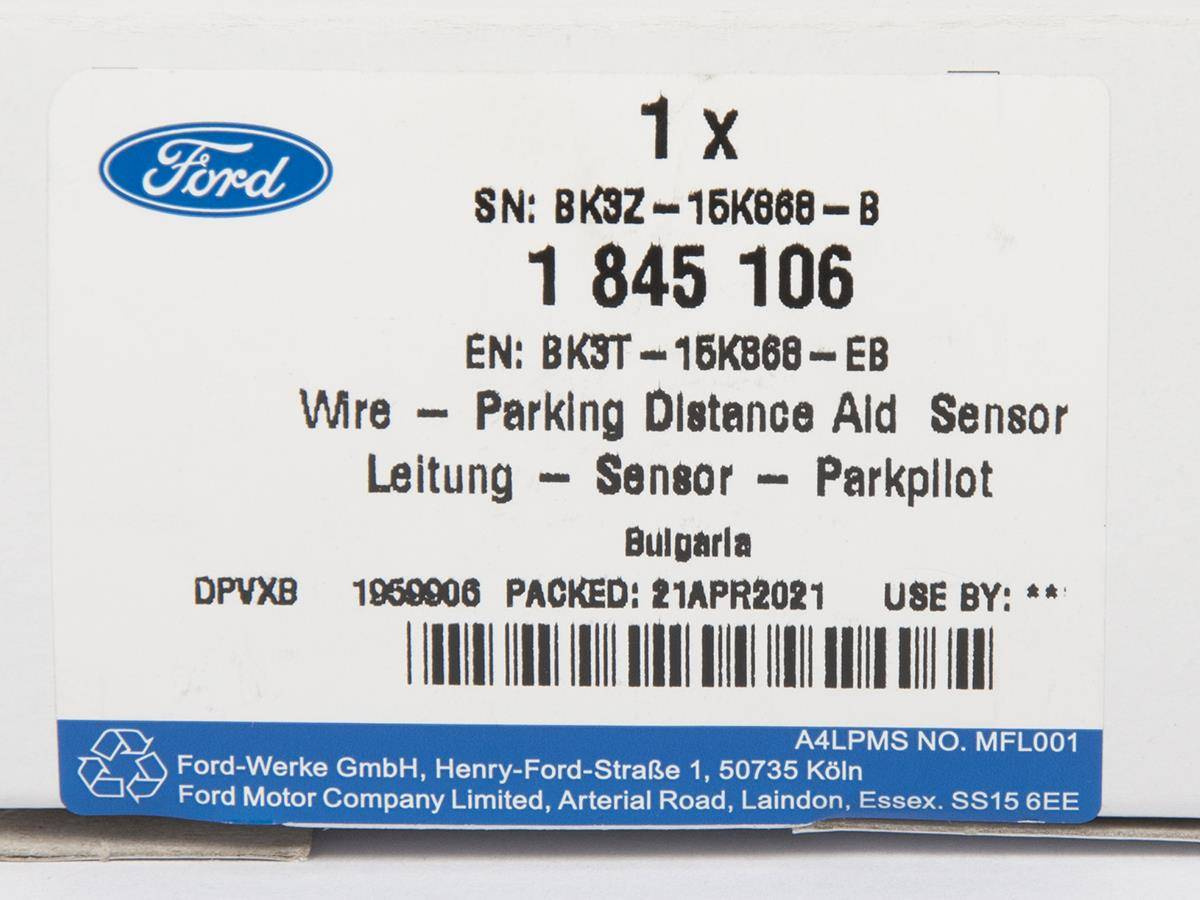 Ford
1 x
SN: BK3Z-15K868-B
1 845 106
EN: BK3T-15K868-EB
Wire - Parking Distance Aid Sensor
Leitung - Sensor - Parkpilot
Bulgaria
DPVXB 1959906 PACKED: 21APR2021 USE BY: **
A4LPMS NO. MFL001
Ford-Werke GmbH, Henry-Ford-Straße 1, 50735 Köln
Ford Motor Company Limited, Arterial Road, Laindon, Essex. SS15 6EE